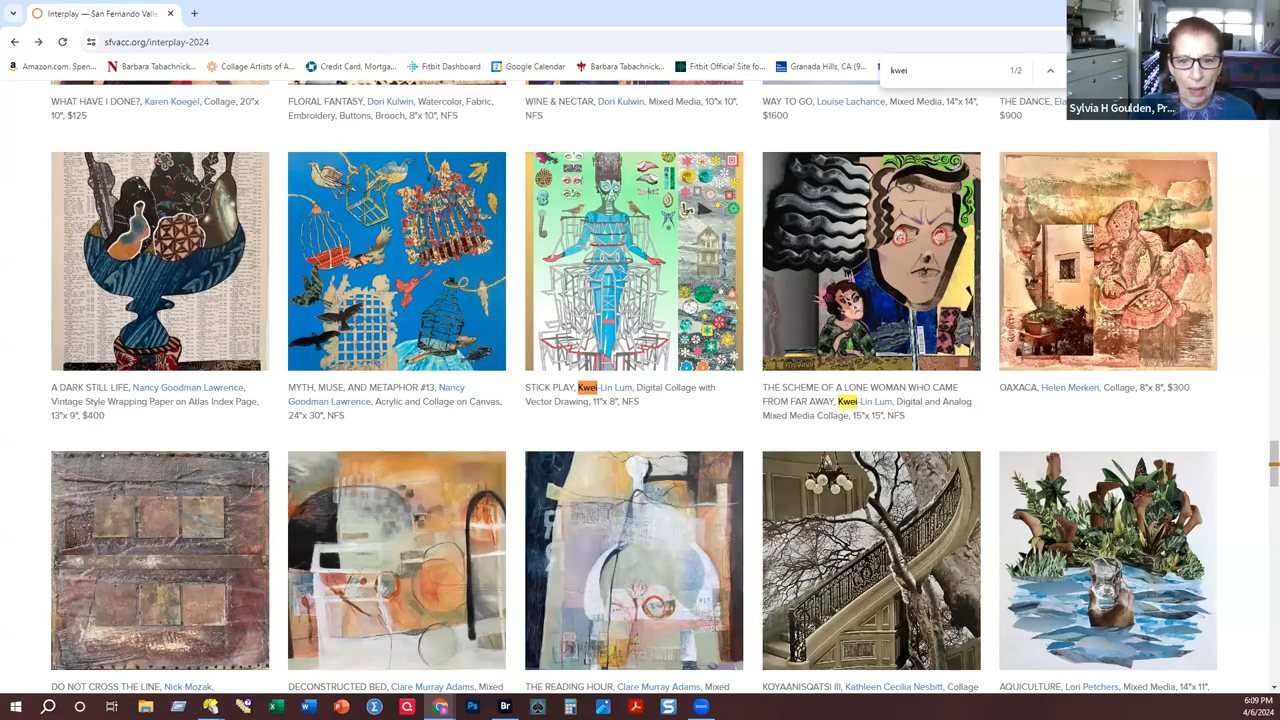 Interplay — San Fernando Valle
sfvacc.org/interplay-2024
Amazon.com. Spen...
Barbara Tabachnick...
Collage Artists of A...
Credit Card, Mortga...
Fitbit Dashboard
Google Calendar
Barbara Tabachnick...
Fitbit Official Site fo...
Granada Hills, CA (9...
kwei
1/2
Sylvia H Goulden, Pr...
WHAT HAVE I DONE?, Karen Koegel, Collage, 20"x
10", $125
FLORAL FANTASY, Dori Kulwin, Watercolor, Fabric,
Embroidery, Buttons, Brooch, 8"x 10", NFS
WINE & NECTAR, Dori Kulwin, Mixed Media, 10"x 10",
NFS
WAY TO GO, Louise Lachance, Mixed Media, 14"x 14",
$1600
THE DANCE, Ela
$900
A DARK STILL LIFE, Nancy Goodman Lawrence,
Vintage Style Wrapping Paper on Atlas Index Page,
13"x 9", $400
MYTH, MUSE, AND METAPHOR #13, Nancy
Goodman Lawrence, Acrylic and Collage on Canvas,
24"x 30", NFS
STICK PLAY, Kwei-Lin Lum, Digital Collage with
Vector Drawing, 11"x 8", NFS
THE SCHEME OF A LONE WOMAN WHO CAME
FROM FAR AWAY, Kwei-Lin Lum, Digital and Analog
Mixed Media Collage, 15"x 15", NFS
OAXACA, Helen Merken, Collage, 8"x 8", $300
DO NOT CROSS THE LINE, Nick Mozak,
DECONSTRUCTED BED, Clare Murray Adams, Mixed
THE READING HOUR, Clare Murray Adams, Mixed
KOYAANISQATSI III, Kathleen Cecilia Nesbitt, Collage
AQUICULTURE, Lori Petchers, Mixed Media, 14"x 11",
6:09 PM
4/6/2024